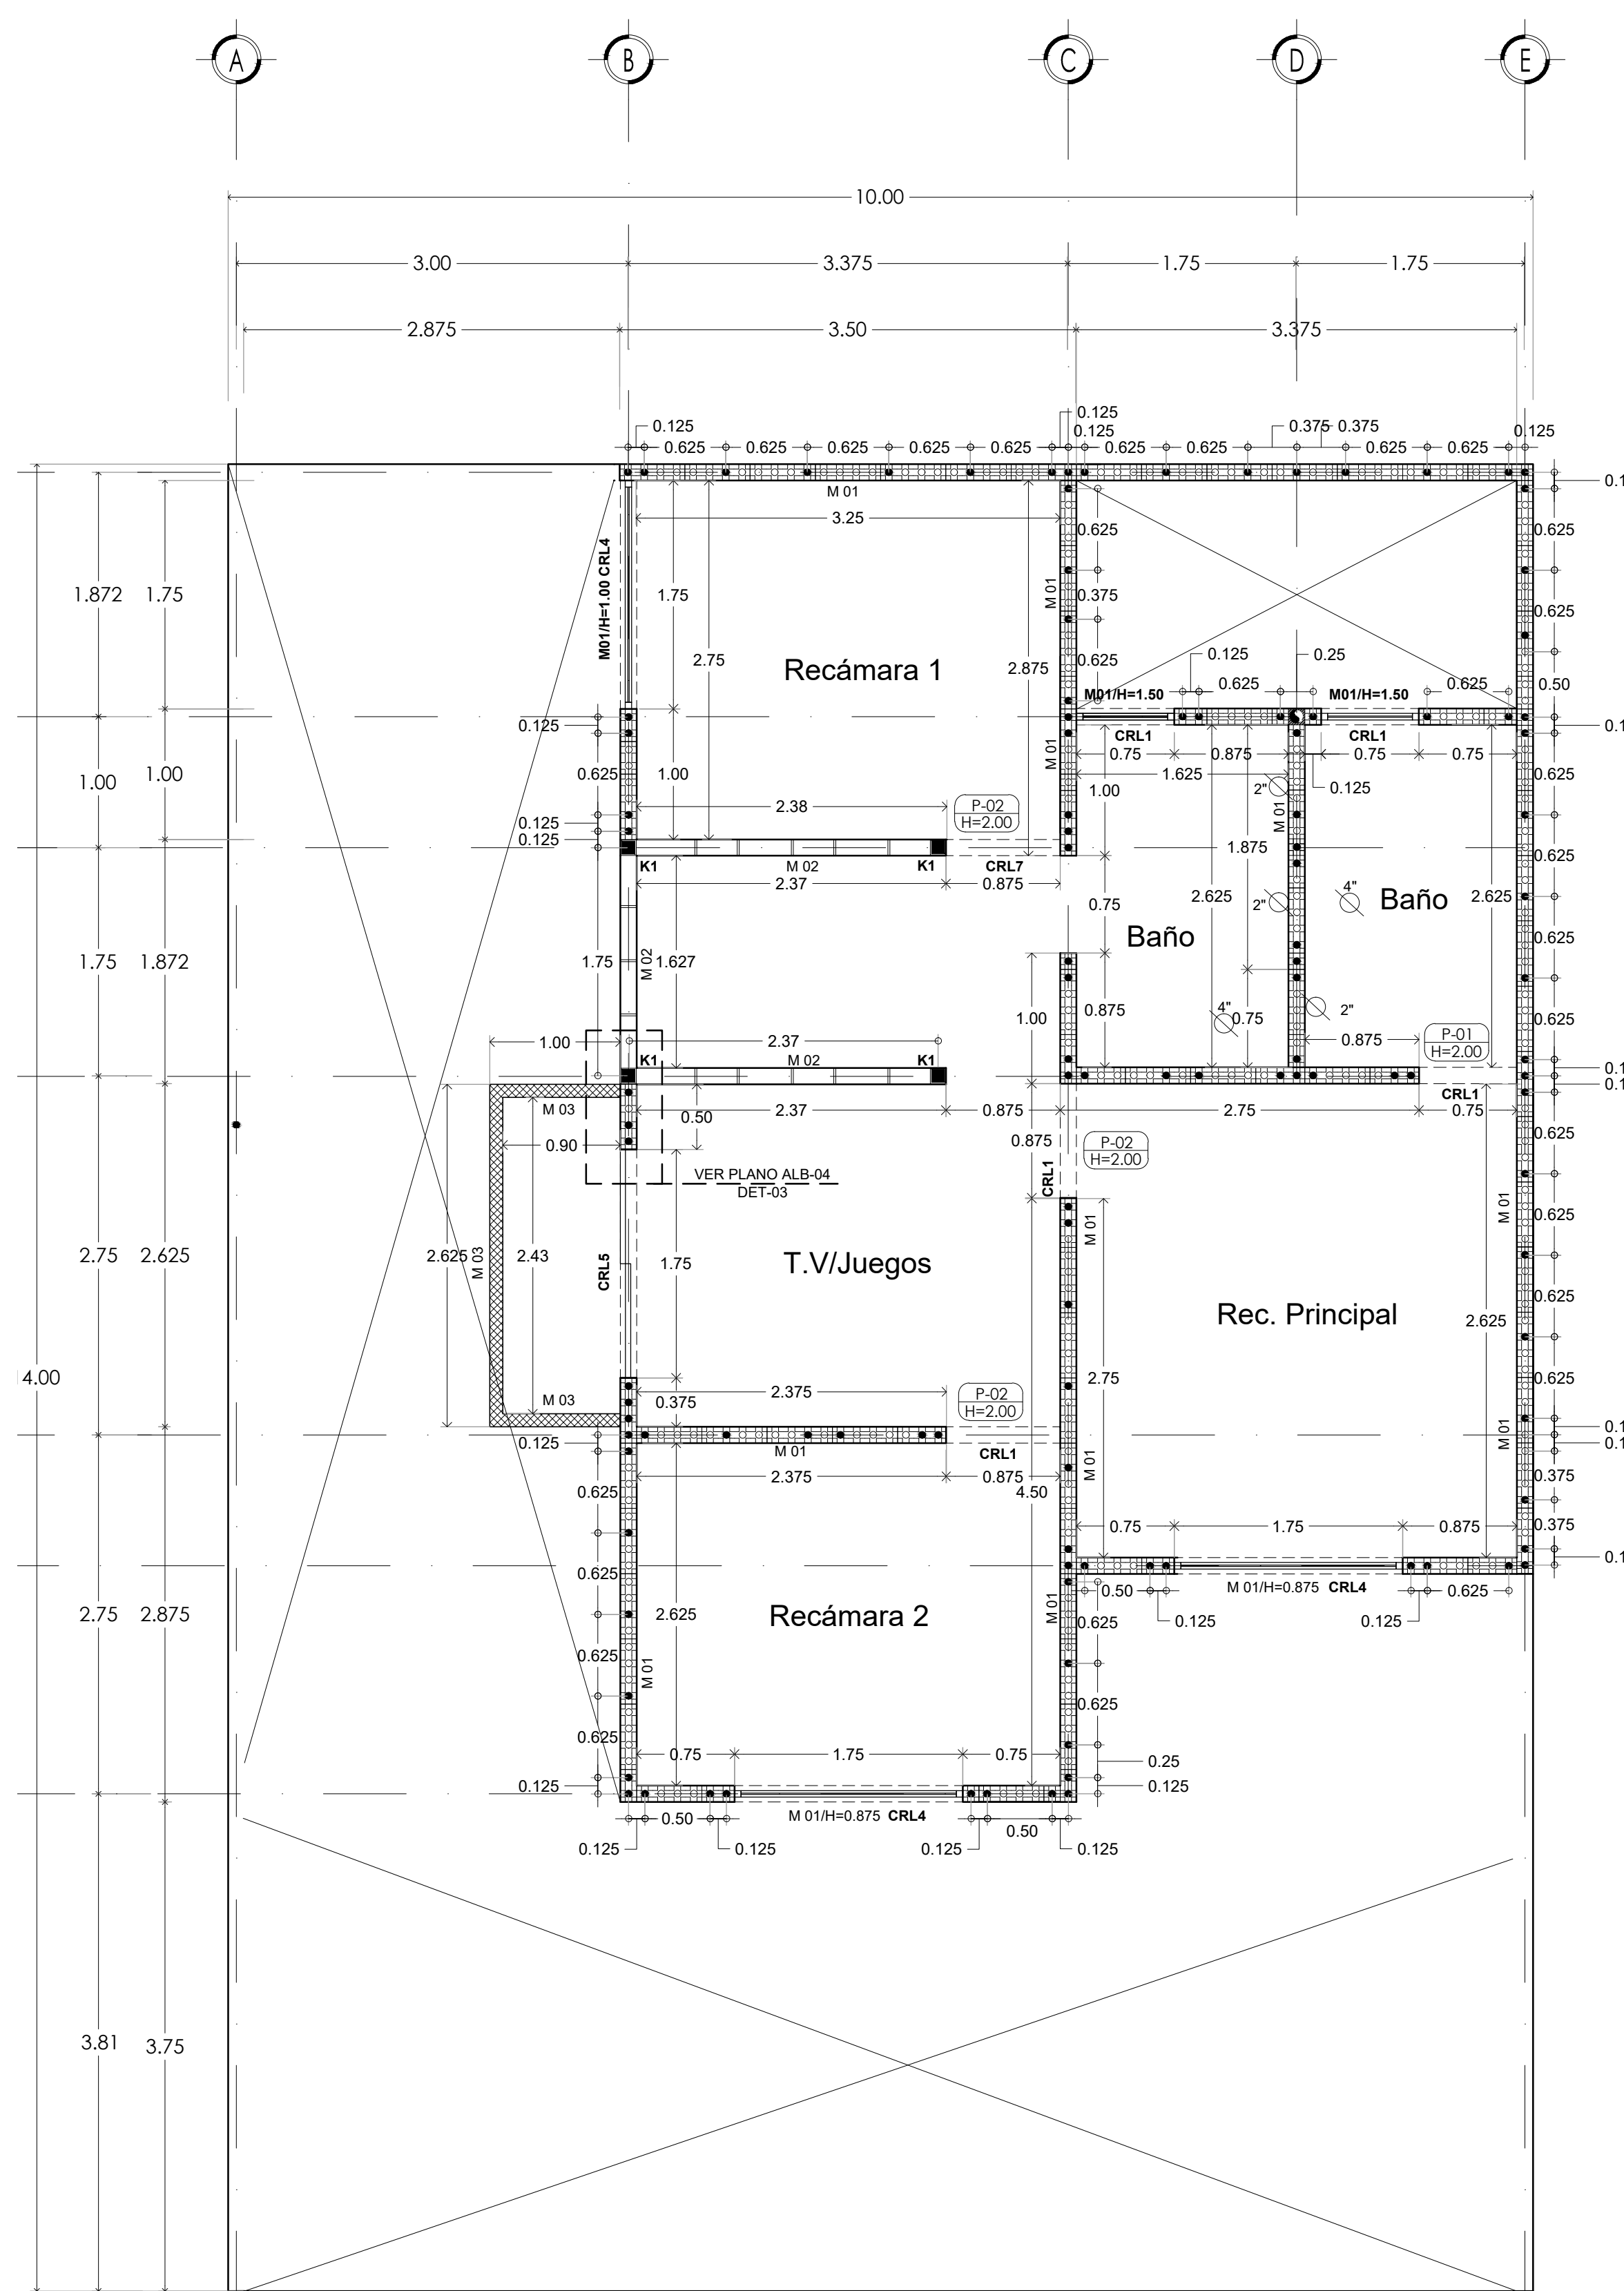 A B C D E
10.00
3.00 3.375 1.75 1.75
2.875 3.50 3.375
0.125
0.125 0.125 0.375 0.375
0.625 0.625 0.625 0.625 0.625 0.625 0.625 0.625 0.625 0.125
M 01
3.25
0.625 0.625
M01/H=1.00 CRL4
1.872 1.75 1.75 M 01 0.375 0.625
2.75 Recámara 1 2.875 0.625
0.125 0.625 0.25 0.625 0.50
M01/H=1.50 M01/H=1.50
0.125 CRL1 CRL1
M 01 0.75 0.875 0.75 0.75
1.00 1.00 0.625 1.00 1.625 0.625
1.00 2" 0.125
2.38 P-02
H=2.00
M 01
0.125
0.125 1.875 0.625
K1 M 02 K1 CRL7
2.37 0.875
0.75 2.625 2" 4" Baño 2.625
Baño 0.625
1.75 1.872 1.75 M 02 1.627
1.00 0.875 4" 0.75 2" 0.625
1.00 2.37 0.875 P-01
H=2.00
K1 M 02 K1
CRL1
M 03 2.37 0.875 2.75 0.75
0.50
0.90 0.875 P-02
H=2.00
0.625
VER PLANO ALB-04
DET-03
CRL1
M 01 M 01 0.625
2.75 2.625 2.625 M 03 2.43 CRL5 1.75 T.V/Juegos
Rec. Principal 2.625
4.00 2.75 0.625
M 03 2.375 P-02
H=2.00
0.375
0.125 M 01 CRL1 M 01 M 01
2.375 0.875 0.375
0.625 4.50
0.75 1.75 0.875 0.375
0.625
0.50 M 01/H=0.875 CRL4 0.625
2.75 2.875 2.625 Recámara 2 M 01 0.625 0.125 0.125
0.625 M 01
0.625
0.625
0.75 1.75 0.75 0.25
0.125 0.125
0.50 M 01/H=0.875 CRL4 0.50
0.125 0.125 0.125 0.125
3.81 3.75